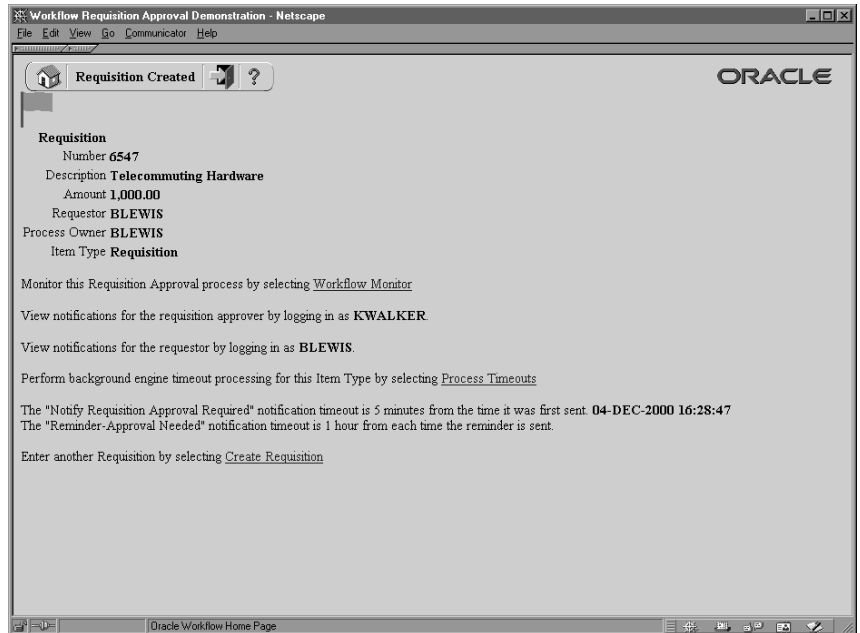 Workflow Requisition Approval Demonstration - Netscape
File Edit View Go Communicator Help
Requisition Created ?
ORACLE
Requisition
Number 6547
Description Telecommuting Hardware
Amount 1,000.00
Requestor BLEWIS
Process Owner BLEWIS
Item Type Requisition
Monitor this Requisition Approval process by selecting Workflow Monitor
View notifications for the requisition approver by logging in as KWALKER.
View notifications for the requestor by logging in as BLEWIS.
Perform background engine timeout processing for this Item Type by selecting Process Timeouts
The "Notify Requisition Approval Required" notification timeout is 5 minutes from the time it was first sent. 04-DEC-2000 16:28:47
The "Reminder-Approval Needed" notification timeout is 1 hour from each time the reminder is sent.
Enter another Requisition by selecting Create Requisition
Oracle Workflow Home Page